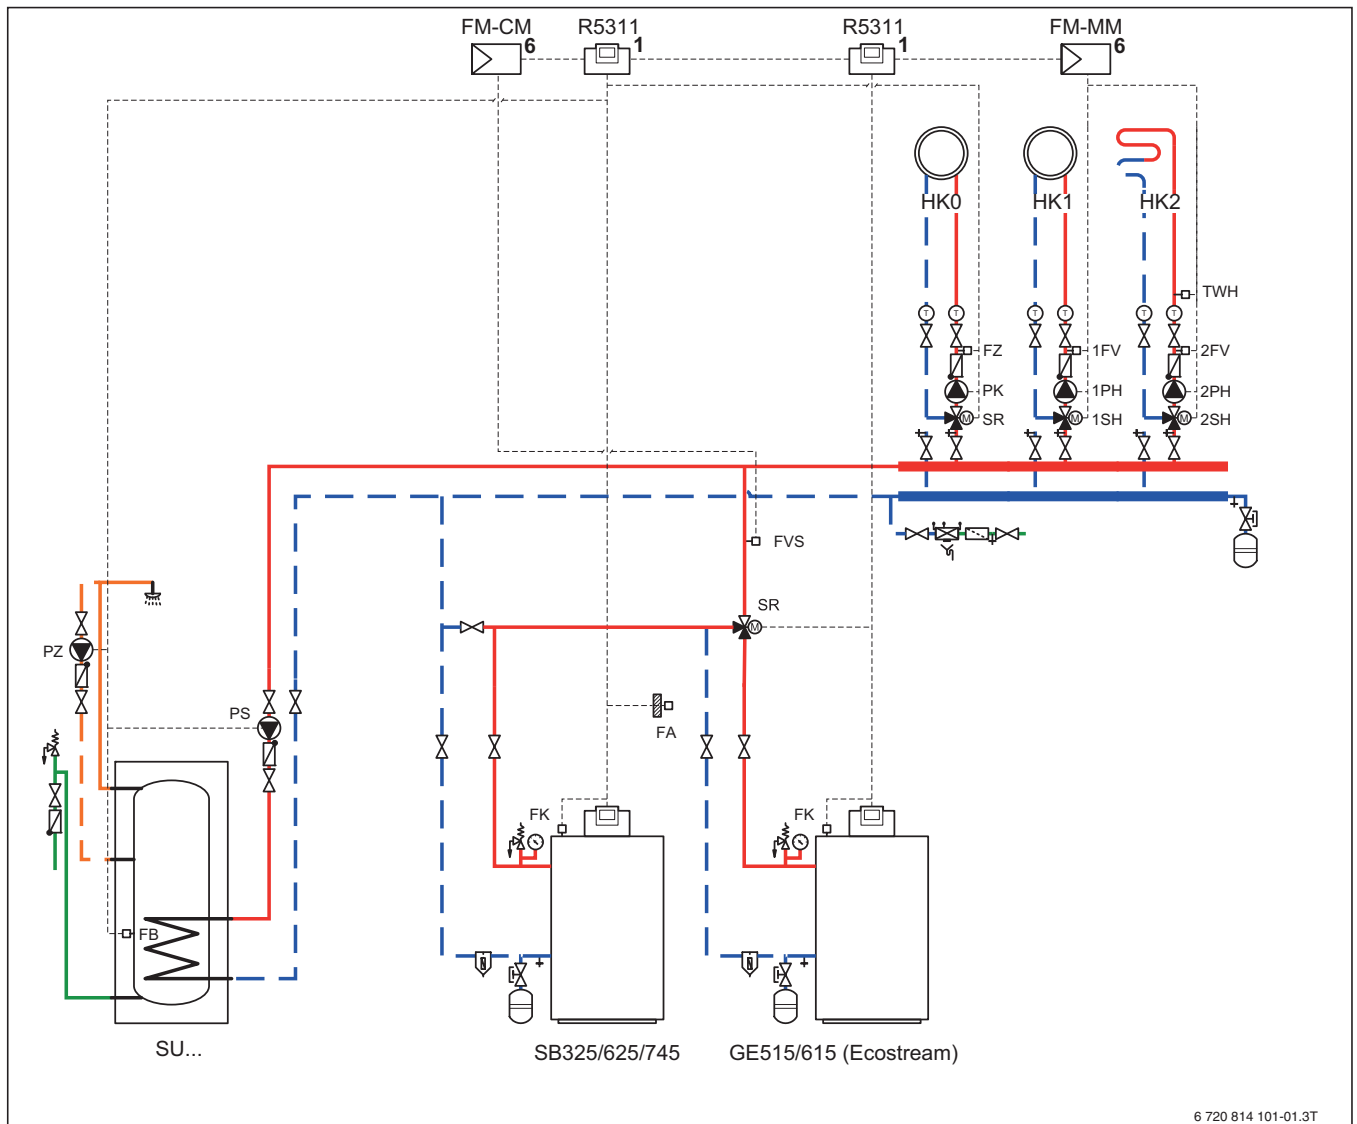 FM-CM R5311 R5311 FM-MM
6 1 1 6
HK0 HK1 HK2
TWH
T T T T T T
FZ 1FV 2FV
PK 1PH 2PH
M SR M 1SH M 2SH
FVS
SR
M
PZ
PS
FA
FK FK
FB
SU... SB325/625/745 GE515/615 (Ecostream)
6 720 814 101-01.3T